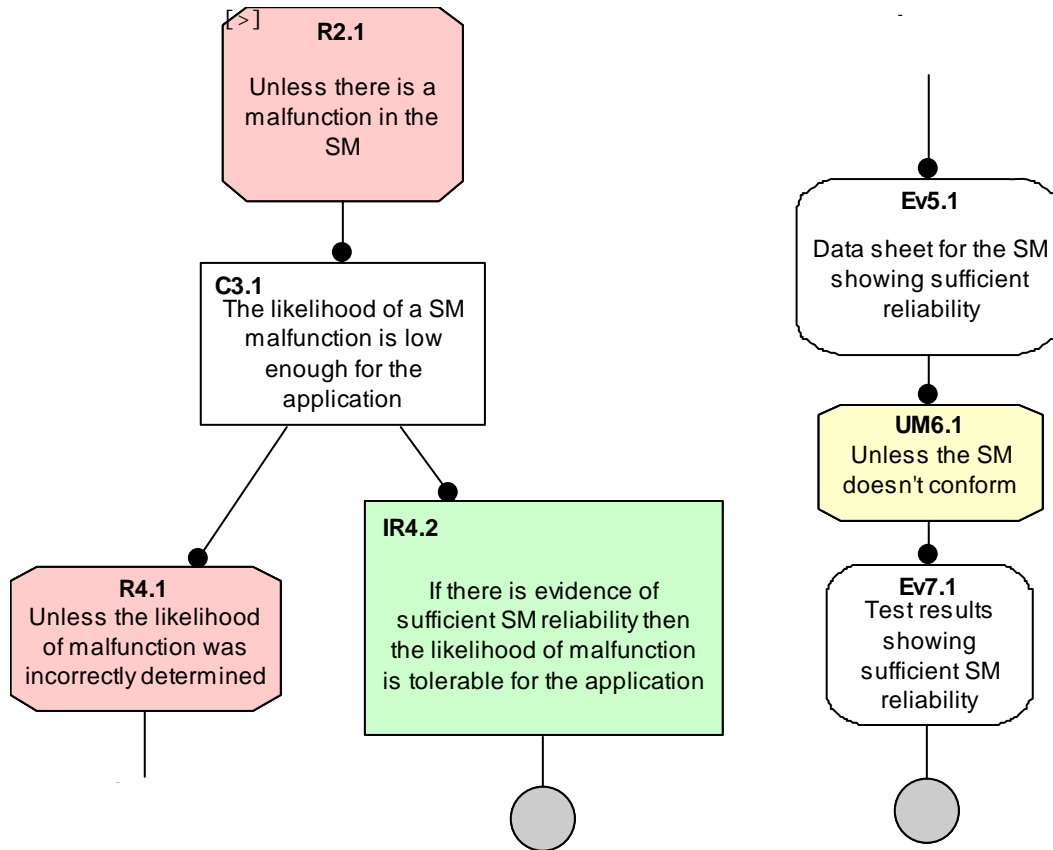 [>]
R2.1
Unless there is a
malfunction in the
SM
C3.1
The likelihood of a SM
malfunction is low
enough for the
application
R4.1
Unless the likelihood
of malfunction was
incorrectly determined
IR4.2
If there is evidence of
sufficient SM reliability then
the likelihood of malfunction
is tolerable for the application
Ev5.1
Data sheet for the SM
showing sufficient
reliability
UM6.1
Unless the SM
doesn't conform
Ev7.1
Test results
showing
sufficient SM
reliability